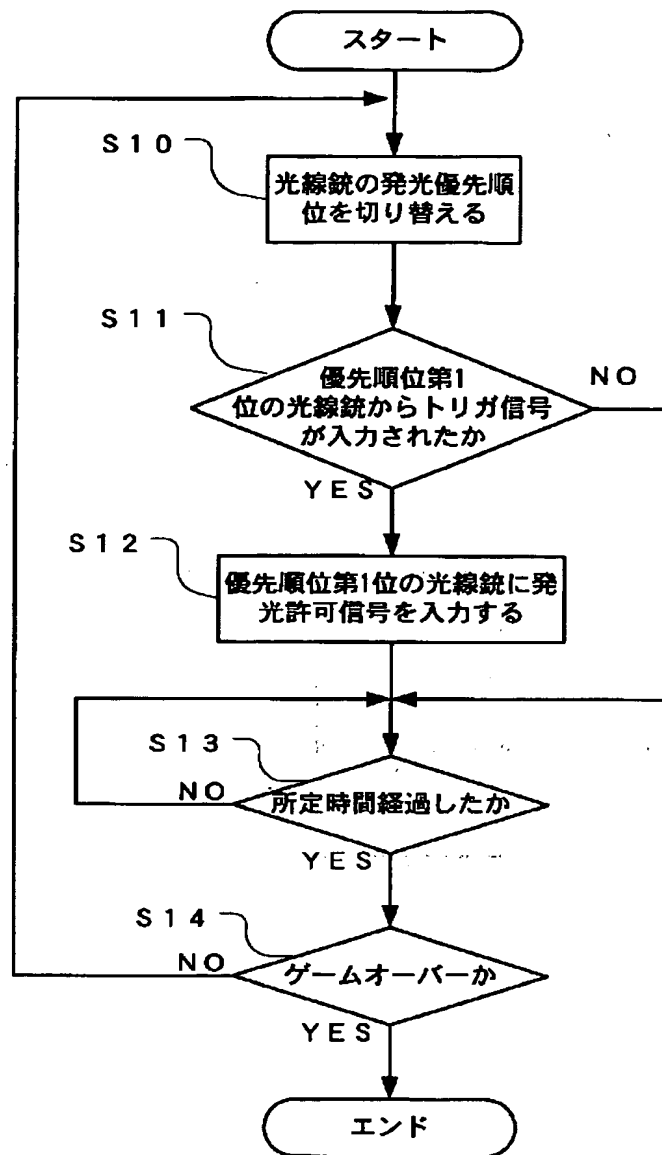 スタート
S10
光線銃の発光優先順
位を切り替える
S11
優先順位第1
位の光線銃からトリガ信号
が入力されたか
NO
YES
S12
優先順位第1位の光線銃に発
光許可信号を入力する
S13
NO
所定時間経過したか
YES
S14
NO
ゲームオーバーか
YES
エンド